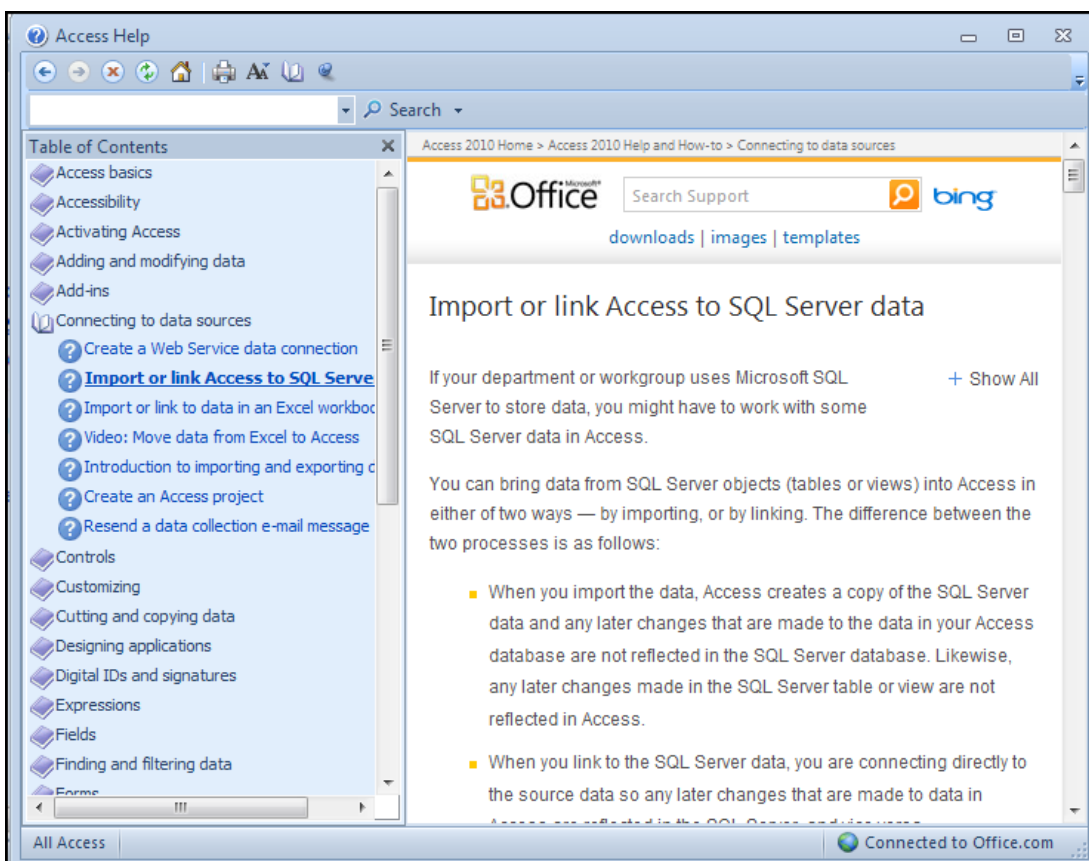 Access Help
Search
Table of Contents
Access basics
Accessibility
Activating Access
Adding and modifying data
Add-ins
Connecting to data sources
Create a Web Service data connection
Import or link Access to SQL Serve
Import or link to data in an Excel workboo
Video: Move data from Excel to Access
Introduction to importing and exporting d
Create an Access project
Resend a data collection e-mail message
Controls
Customizing
Cutting and copying data
Designing applications
Digital IDs and signatures
Expressions
Fields
Finding and filtering data
Forms
Access 2010 Home > Access 2010 Help and How-to > Connecting to data sources
Microsoft®
Office
Search Support
bing
downloads | images | templates
Import or link Access to SQL Server data
If your department or workgroup uses Microsoft SQL
+ Show All
Server to store data, you might have to work with some
SQL Server data in Access.
You can bring data from SQL Server objects (tables or views) into Access in
either of two ways — by importing, or by linking. The difference between the
two processes is as follows:
When you import the data, Access creates a copy of the SQL Server
data and any later changes that are made to the data in your Access
database are not reflected in the SQL Server database. Likewise,
any later changes made in the SQL Server table or view are not
reflected in Access.
When you link to the SQL Server data, you are connecting directly to
the source data so any later changes that are made to data in
Access are reflected in the SQL Server, and vice versa.
All Access
Connected to Office.com